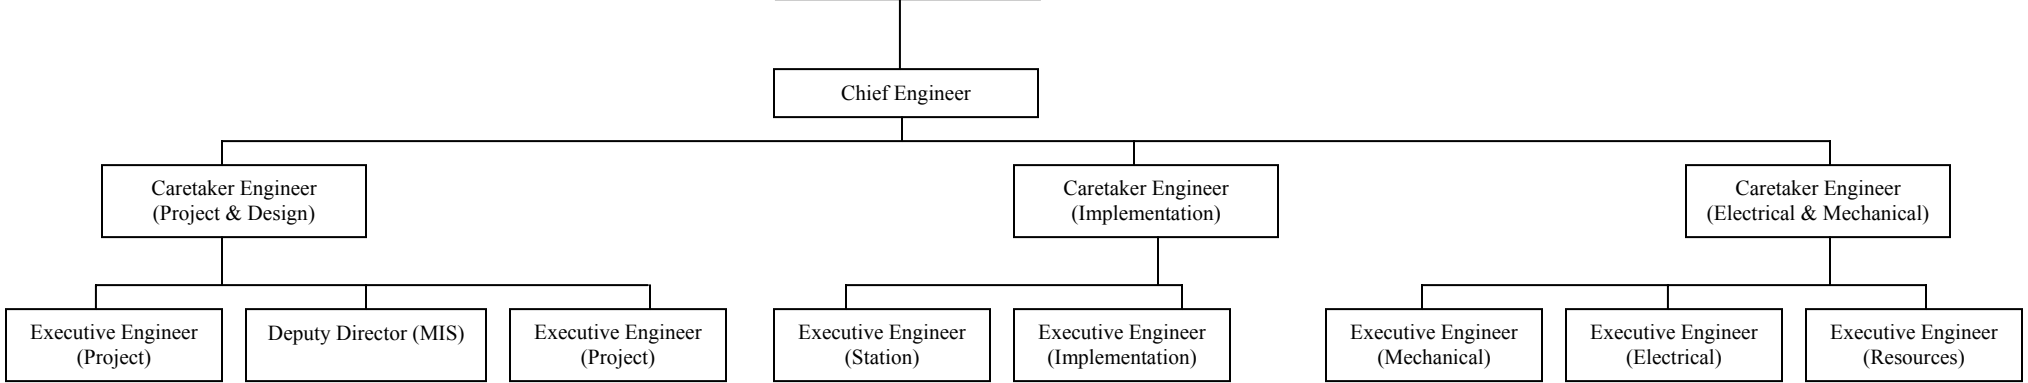 Chief Engineer
Caretaker Engineer
(Project & Design)
Caretaker Engineer
(Implementation)
Caretaker Engineer
(Electrical & Mechanical)
Executive Engineer
(Project)
Deputy Director (MIS)
Executive Engineer
(Project)
Executive Engineer
(Station)
Executive Engineer
(Implementation)
Executive Engineer
(Mechanical)
Executive Engineer
(Electrical)
Executive Engineer
(Resources)